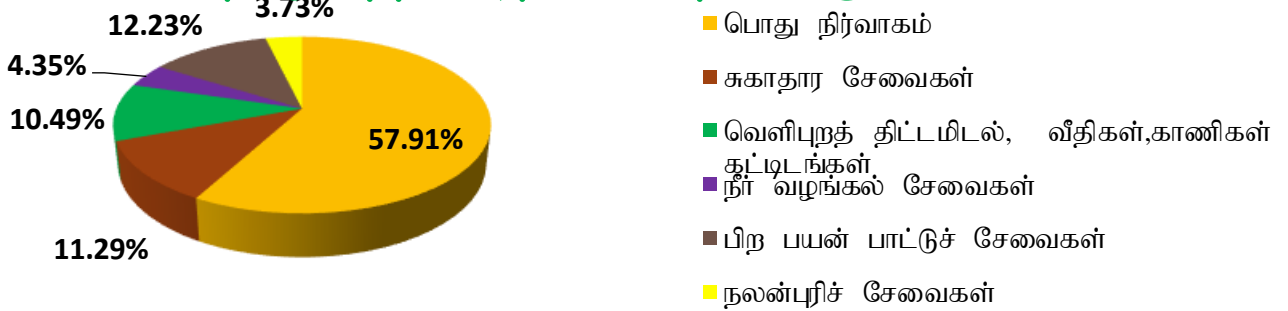 3.73%
12.23%
4.35%
10.49%
57.91%
11.29%
பொது நிர்வாகம்
சுகாதார சேவைகள்
வெளிபுறத் திட்டமிடல், வீதிகள்,காணிகள்
கட்டிடங்கள்
நீர் வழங்கல் சேவைகள்
பிற பயன் பாட்டுச் சேவைகள்
நலன்புரிச் சேவைகள்